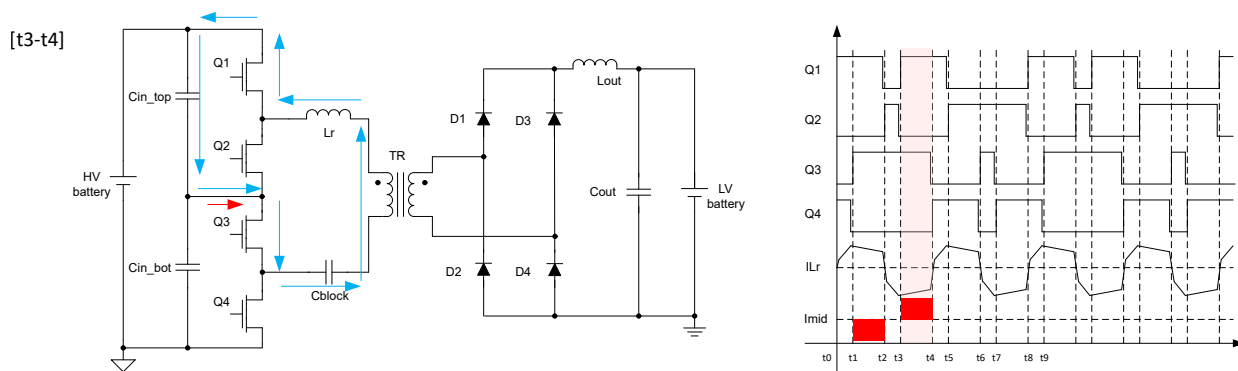 [t3-t4]
Q1
Cin_top
Lr
Q2
TR
HV
battery
Q3
Cin_bot
Cblock
Q4
Lout
D1
D3
Cout
LV
battery
D2
D4
Q1
Q2
Q3
Q4
ILr
Imid
t0 t1 t2 t3 t4 t5 t6 t7 t8 t9